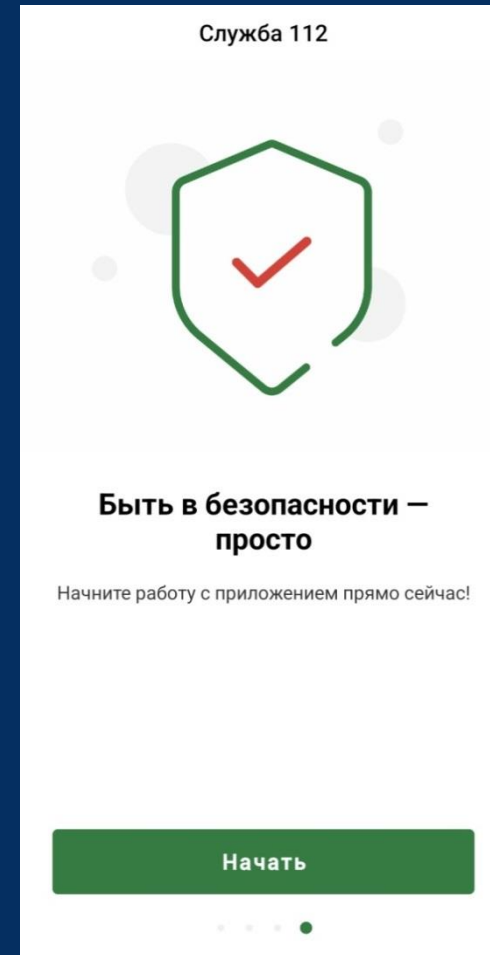 Служба 112
Быть в безопасности —
просто
Начните работу с приложением прямо сейчас!
Начать